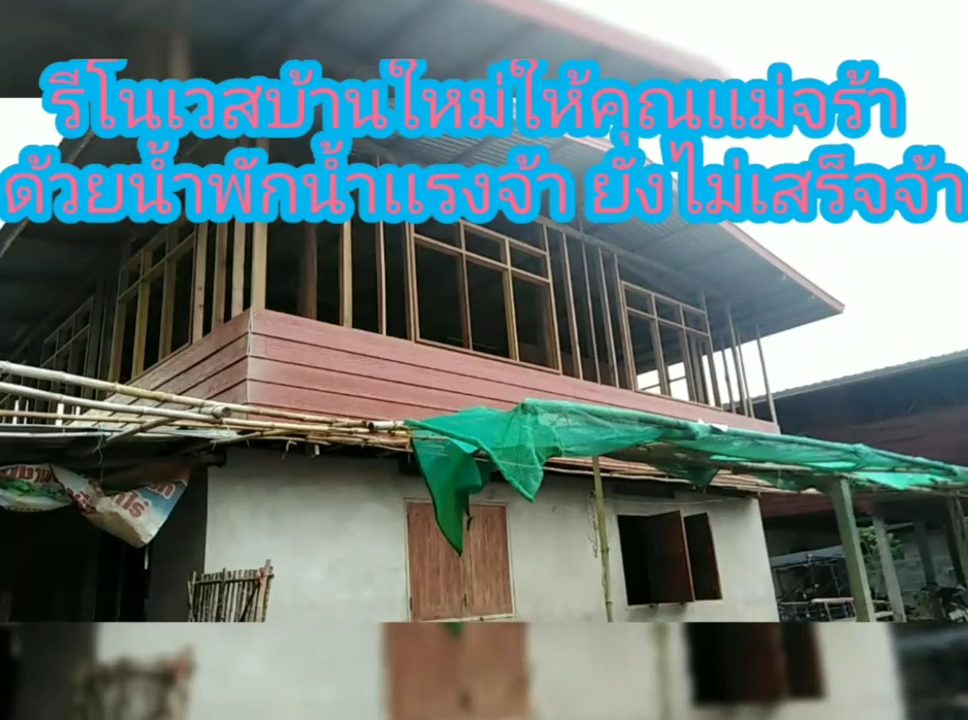 รีโนเวสบ้านใหม่ให้คุณแม่จร้า
ด้วยน้ำพักน้ำแรงจ้า ยังไม่เสร็จจ้า